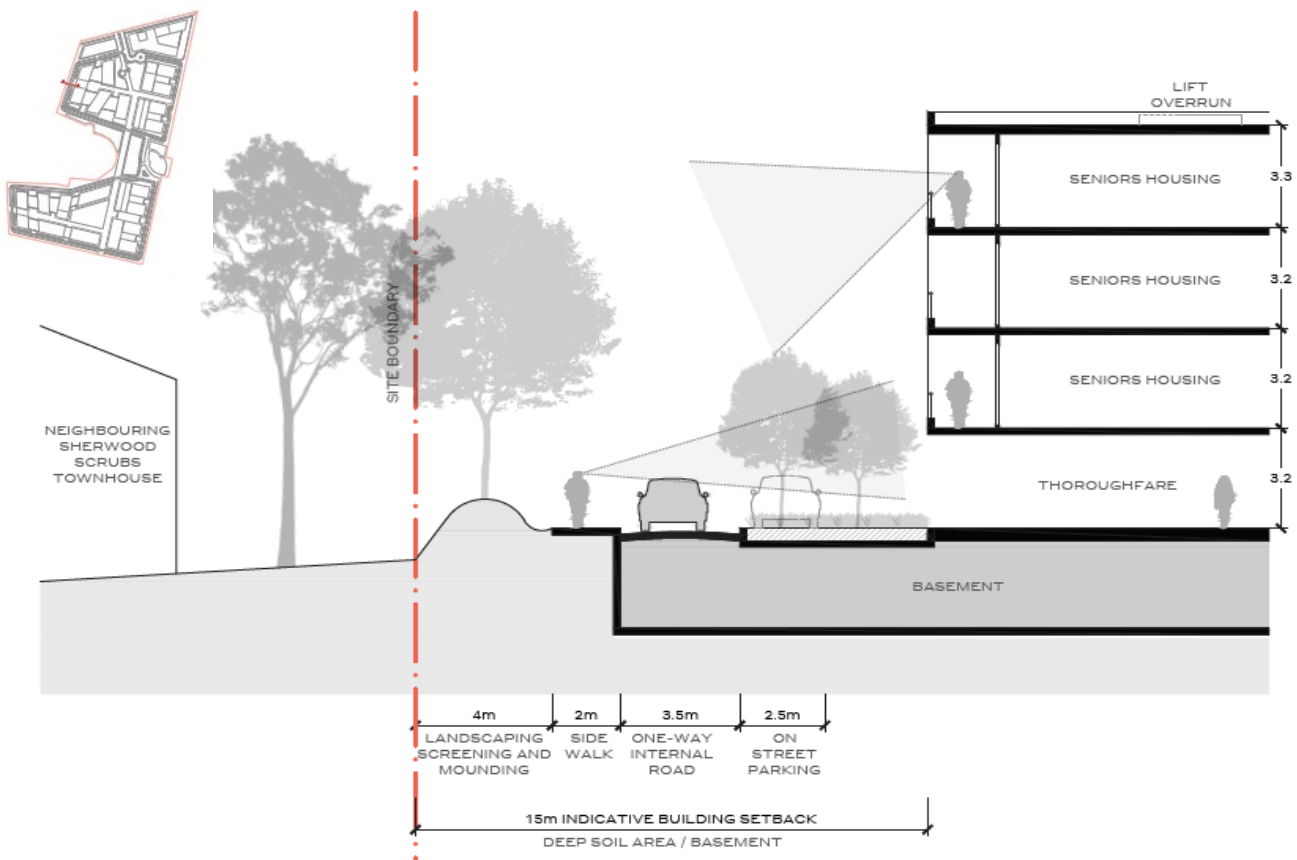 LIFT
OVERRUN
SENIORS HOUSING
3.3
SENIORS HOUSING
3.2
SITE BOUNDARY
SENIORS HOUSING
3.2
NEIGHBOURING
SHERWOOD
SCRUBS
TOWNHOUSE
THOROUGHFARE
3.2
BASEMENT
4m
LANDSCAPING
SCREENING AND
MOUNDING
2m
SIDE
WALK
3.5m
ONE-WAY
INTERNAL
ROAD
2.5m
ON
STREET
PARKING
15m INDICATIVE BUILDING SETBACK
DEEP SOIL AREA / BASEMENT